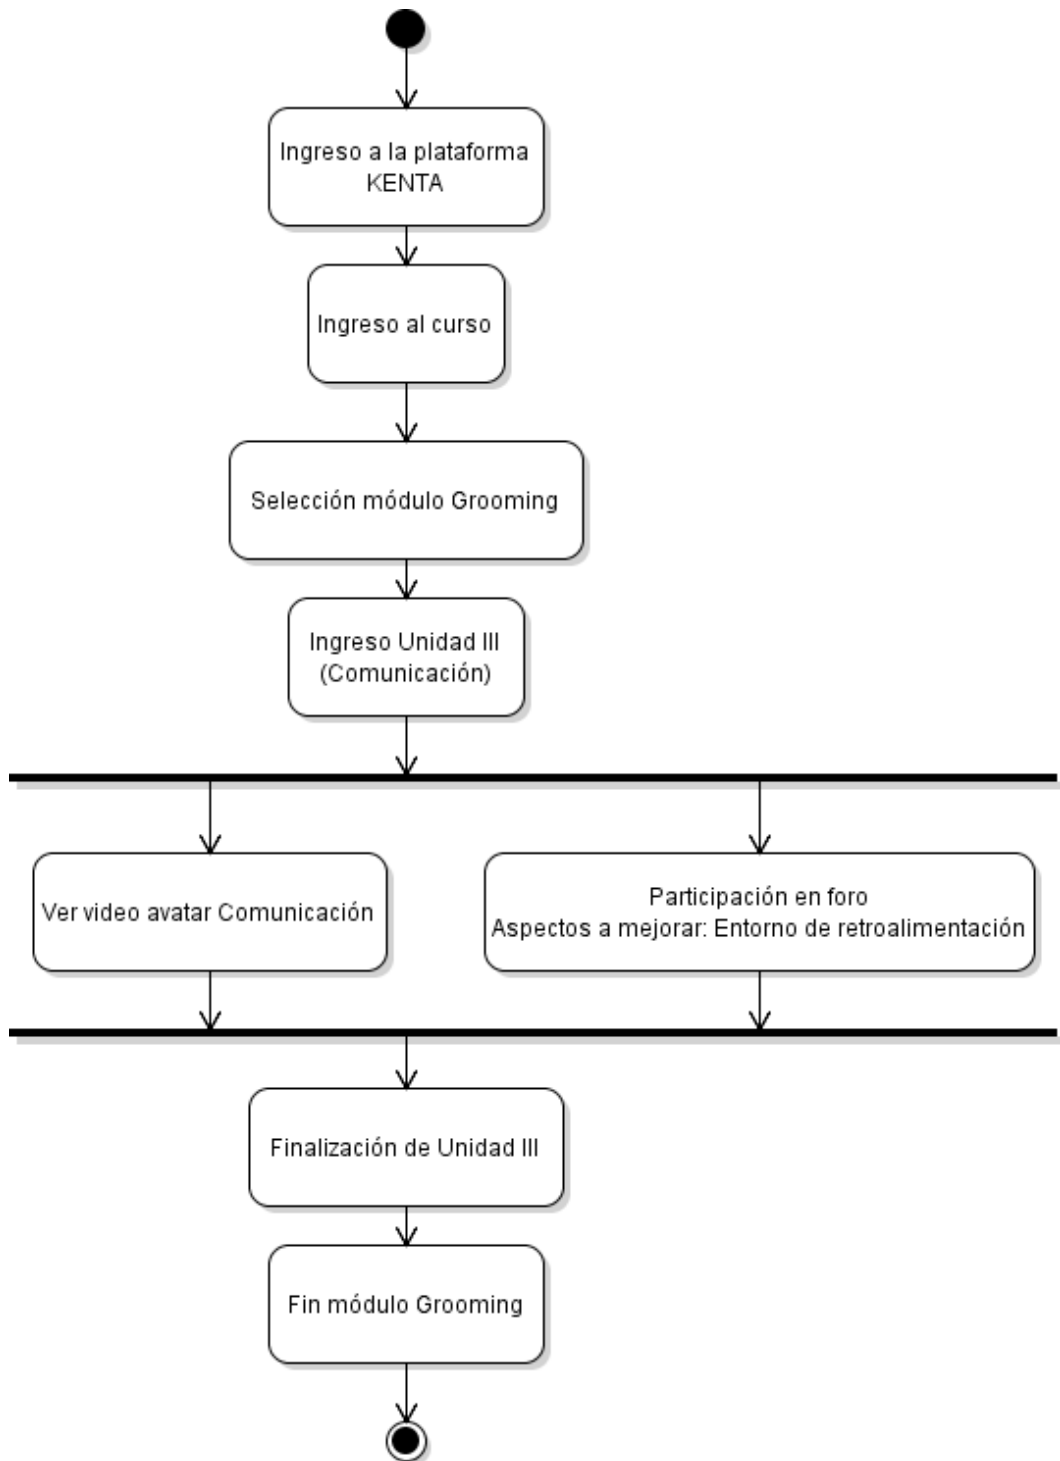 Ingreso a la plataforma
KENTA
Ingreso al curso
Selección módulo Grooming
Ingreso Unidad III
(Comunicación)
Ver video avatar Comunicación
Participación en foro
Aspectos a mejorar: Entorno de retroalimentación
Finalización de Unidad III
Fin módulo Grooming